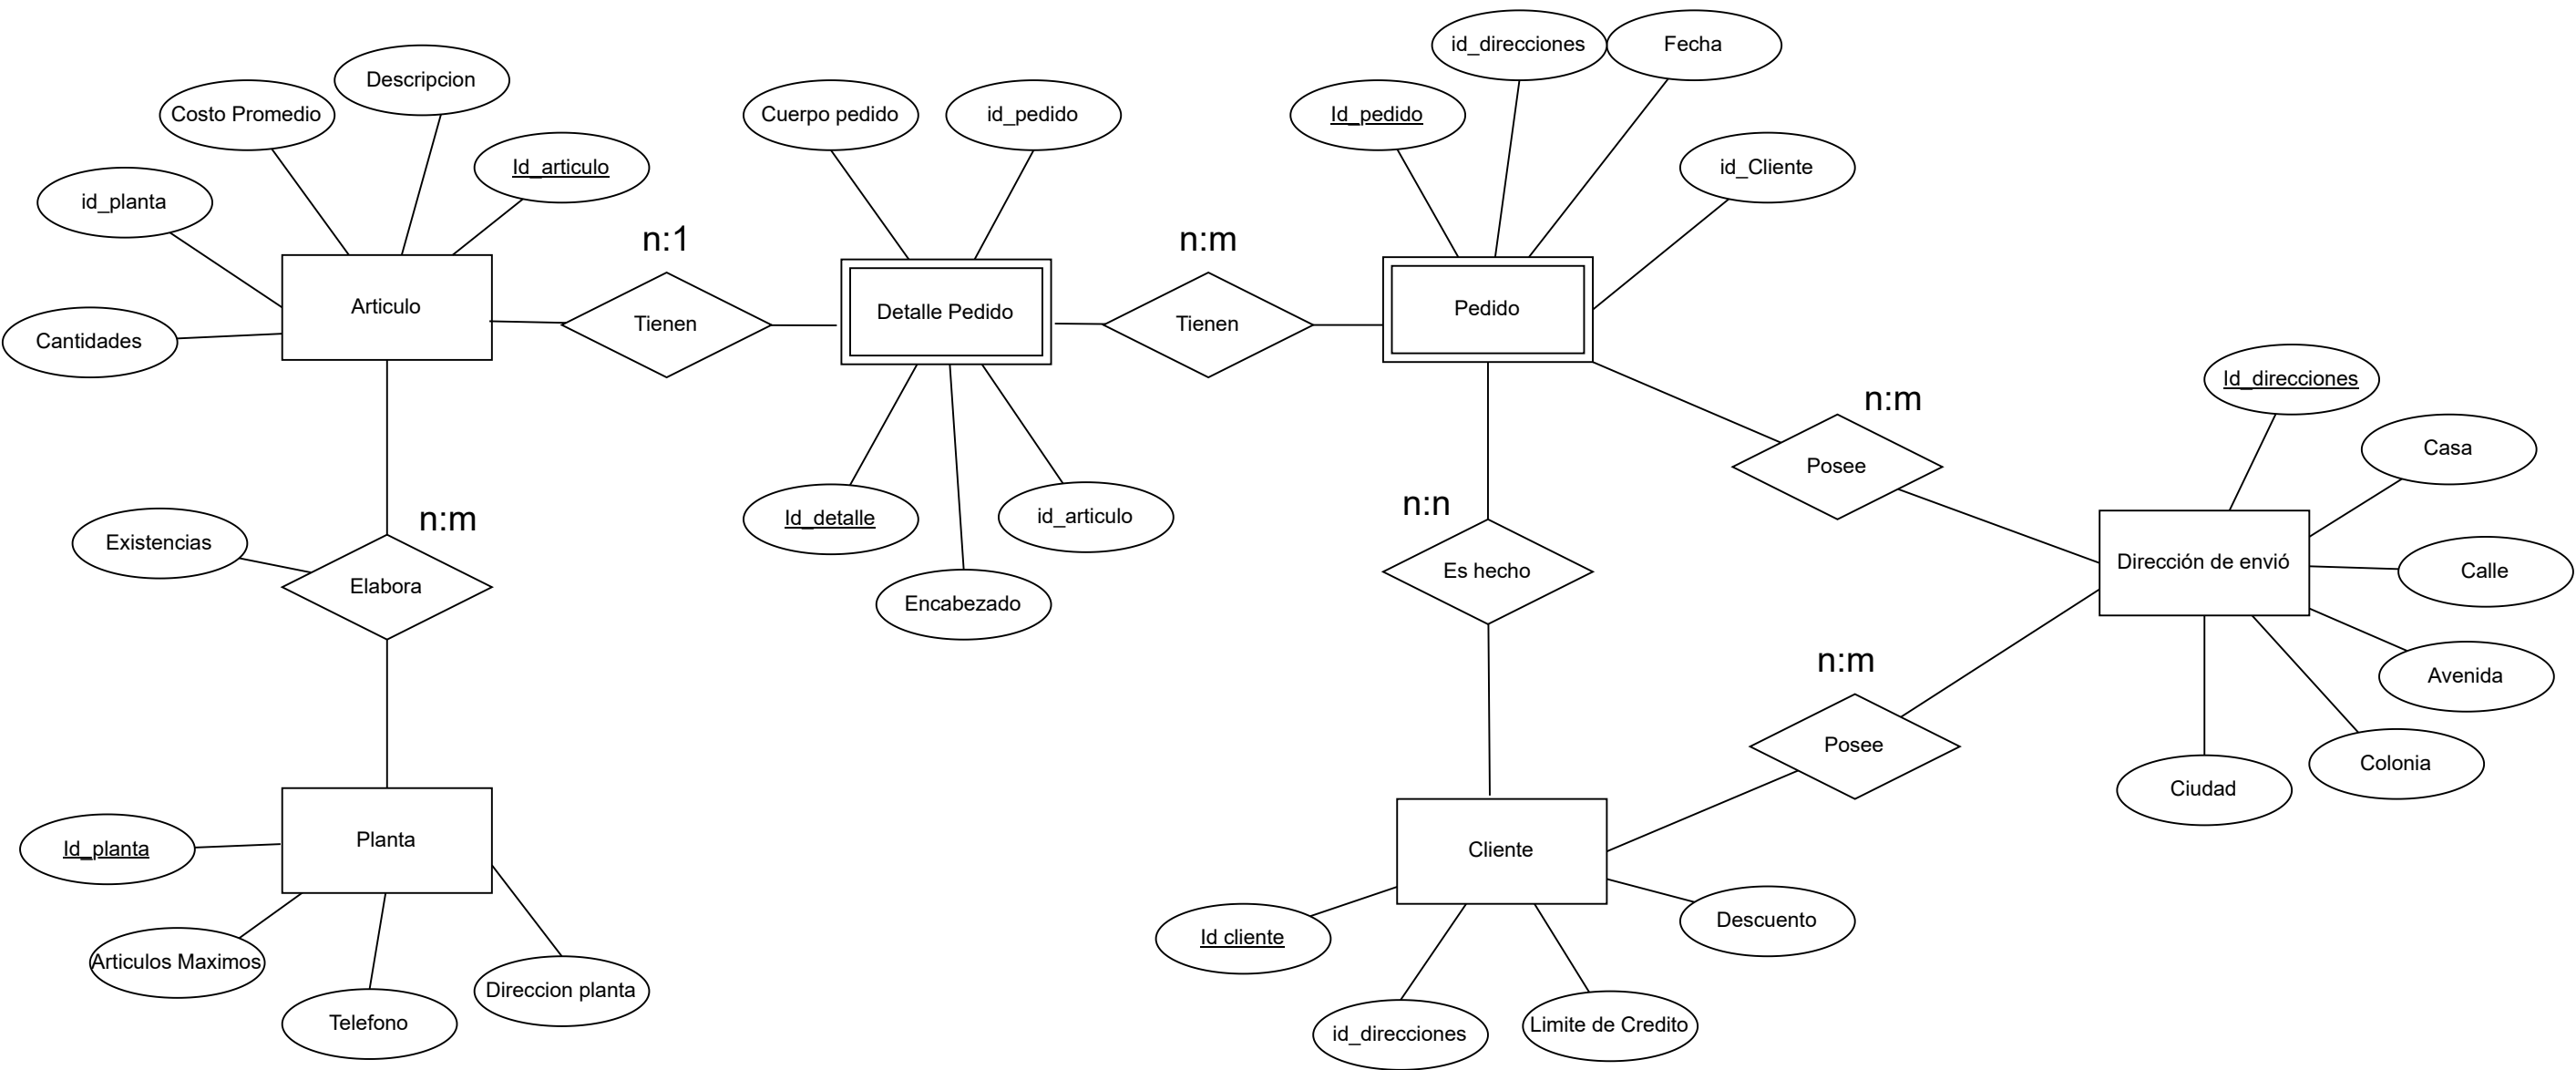 id_direcciones
Fecha
Descripcion
Costo Promedio
Cuerpo pedido
id_pedido
Id_pedido
Id_articulo
id_Cliente
id_planta
n:1
n:m
Articulo
Tienen
Detalle Pedido
Tienen
Pedido
Cantidades
Id_direcciones
n:m
Casa
Posee
n:n
n:m
Id_detalle
id_articulo
Existencias
Elabora
Es hecho
Dirección de envió
Calle
Encabezado
n:m
Avenida
Posee
Colonia
Ciudad
Planta
Id_planta
Cliente
Descuento
Id cliente
Articulos Maximos
Direccion planta
Telefono
id_direcciones
Limite de Credito